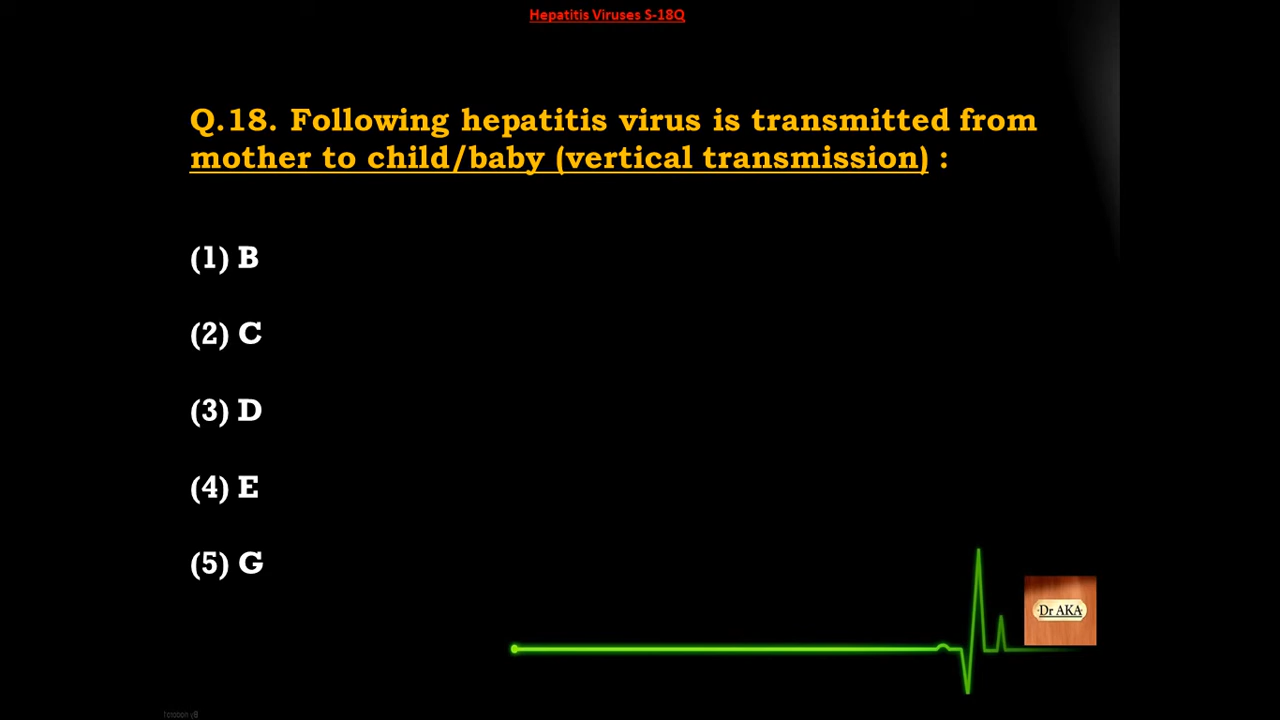 Hepatitis Viruses S-18Q
Q.18. Following hepatitis virus is transmitted from
mother to child/baby (vertical transmission) :
(1) B
(2) C
(3) D
(4) E
(5) G
Dr AKA